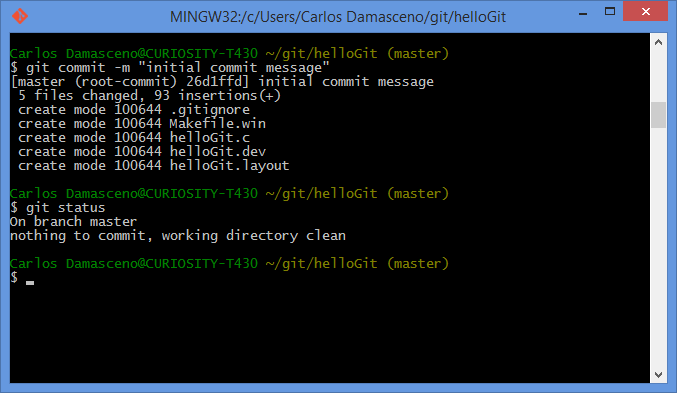 MINGW32:/c/Users/Carlos Damasceno/git/helloGit
Carlos Damasceno@CURIOSITY-T430 ~/git/helloGit (master)
$ git commit -m "initial commit message"
[master (root-commit) 26d1ffd] initial commit message
 5 files changed, 93 insertions(+)
 create mode 100644 .gitignore
 create mode 100644 Makefile.win
 create mode 100644 helloGit.c
 create mode 100644 helloGit.dev
 create mode 100644 helloGit.layout
Carlos Damasceno@CURIOSITY-T430 ~/git/helloGit (master)
$ git status
On branch master
nothing to commit, working directory clean
Carlos Damasceno@CURIOSITY-T430 ~/git/helloGit (master)
$